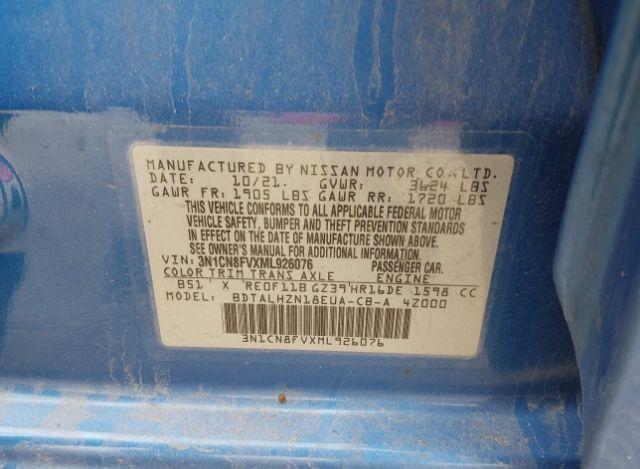 MANUFACTURED BY NISSAN MOTOR CO.,LTD.
DATE: 10/21. GVWR: 3624 LBS
GAWR FR: 1905 LBS GAWR RR: 1720 LBS
THIS VEHICLE CONFORMS TO ALL APPLICABLE FEDERAL MOTOR
VEHICLE SAFETY, BUMPER AND THEFT PREVENTION STANDARDS
IN EFFECT ON THE DATE OF MANUFACTURE SHOWN ABOVE.
SEE OWNER'S MANUAL FOR ADDITIONAL INFORMATION.
VIN: 3N1CN8FVXML926076 PASSENGER CAR.
COLOR TRIM TRANS AXLE ENGINE
B51 X RE0F11B GZ39 HR16DE 1598 CC
MODEL: BDTALHZN18EUA-CB-A 4Z000
3N1CN8FVXML926076